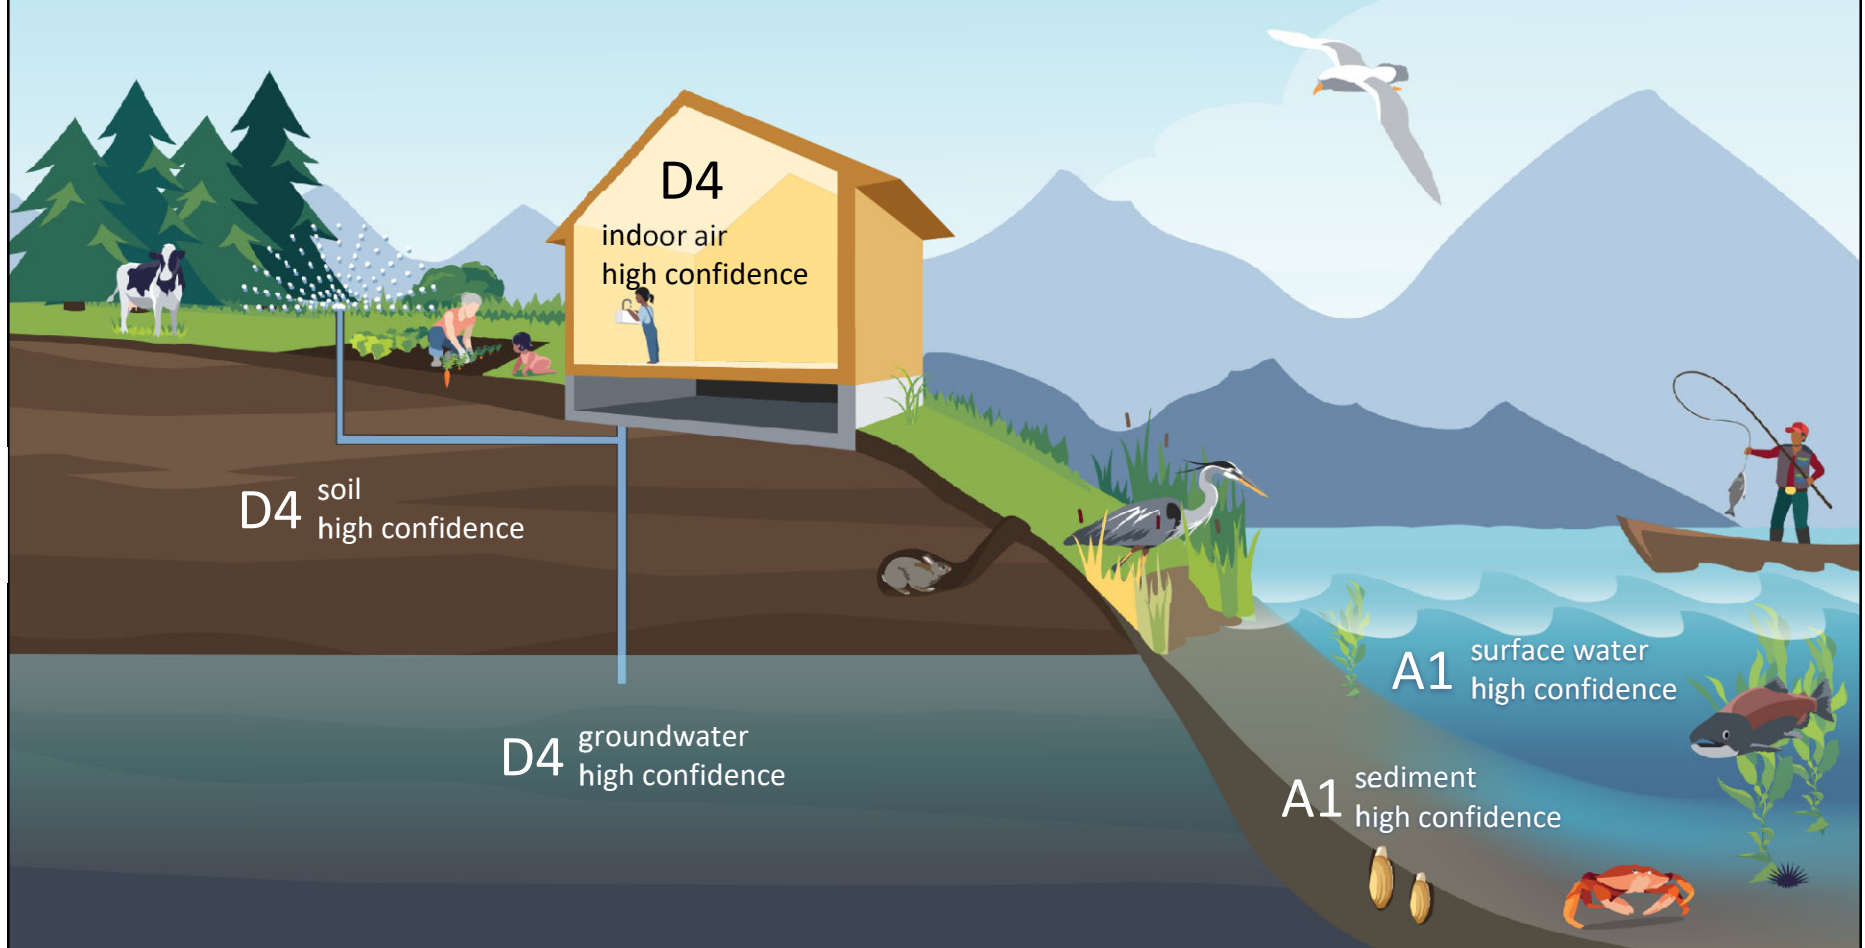 D4
indoor air
high confidence
D4 soil
high confidence
D4 groundwater
high confidence
A1 surface water
high confidence
A1 sediment
high confidence